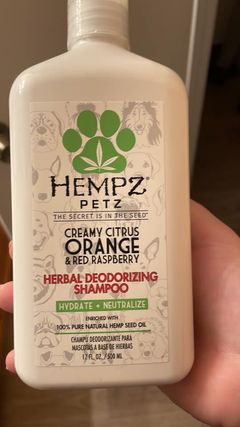 HEMPZ
PETZ
"THE SECRET IS IN THE SEED"
CREAMY CITRUS
ORANGE
& RED RASPBERRY
HERBAL DEODORIZING
SHAMPOO
HYDRATE + NEUTRALIZE
ENRICHED WITH
100% PURE NATURAL HEMP SEED OIL
CHAMPÚ DEODORIZANTE PARA
MASCOTAS A BASE DE HIERBAS
17 FL. OZ. / 500 ML